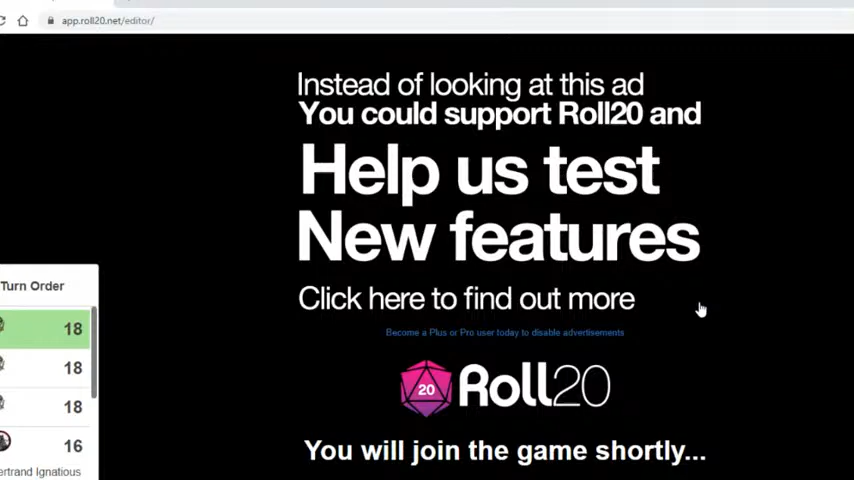 app.roll20.net/editor/
Instead of looking at this ad
You could support Roll20 and
Help us test
New features
Click here to find out more
Become a Plus or Pro user today to disable advertisements
20 Roll20
You will join the game shortly...
Turn Order
18
18
18
16
ertrand Ignatious